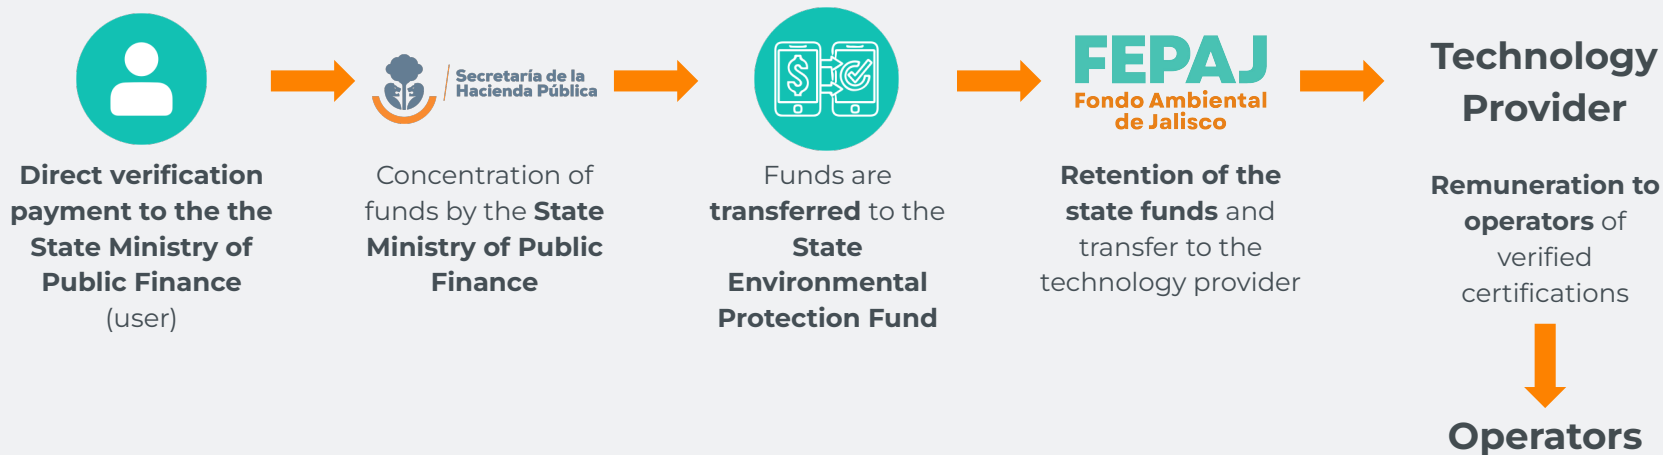 Direct verification
payment to the the
State Ministry of
Public Finance
(user)
Secretaría de la
Hacienda Pública
Concentration of
funds by the State
Ministry of Public
Finance
$
Funds are
transferred to the
State
Environmental
Protection Fund
FEPAJ
Fondo Ambiental
de Jalisco
Retention of the
state funds and
transfer to the
technology provider
Technology
Provider
Remuneration to
operators of
verified
certifications
Operators